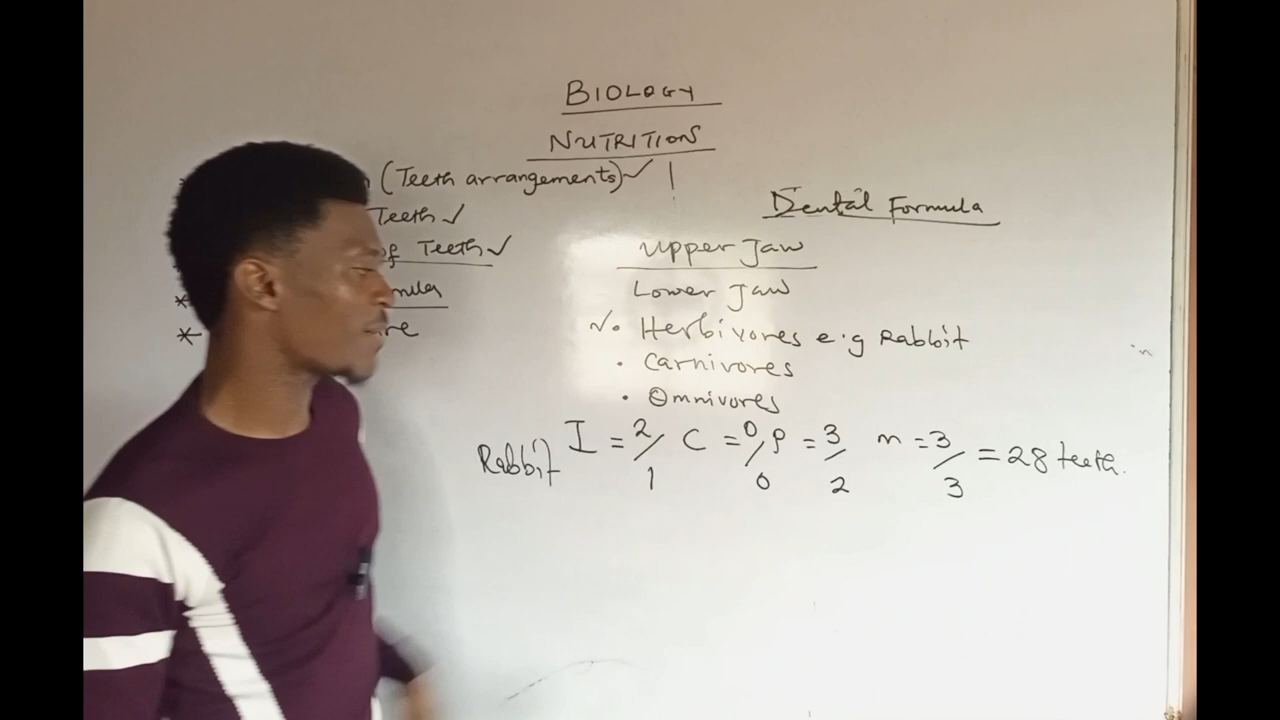 BIOLOGY
NUTRITION
(Teeth arrangements)✓
Teeth ✓
of Teeth ✓
*
*
Dental Formula
Upper Jaw
Lower Jaw
✓• Herbivores e.g Rabbit
• Carnivores
• Omnivores
Rabbit I = 2/1 C = 0/0 P = 3/2 m = 3/3 = 28 teeth.